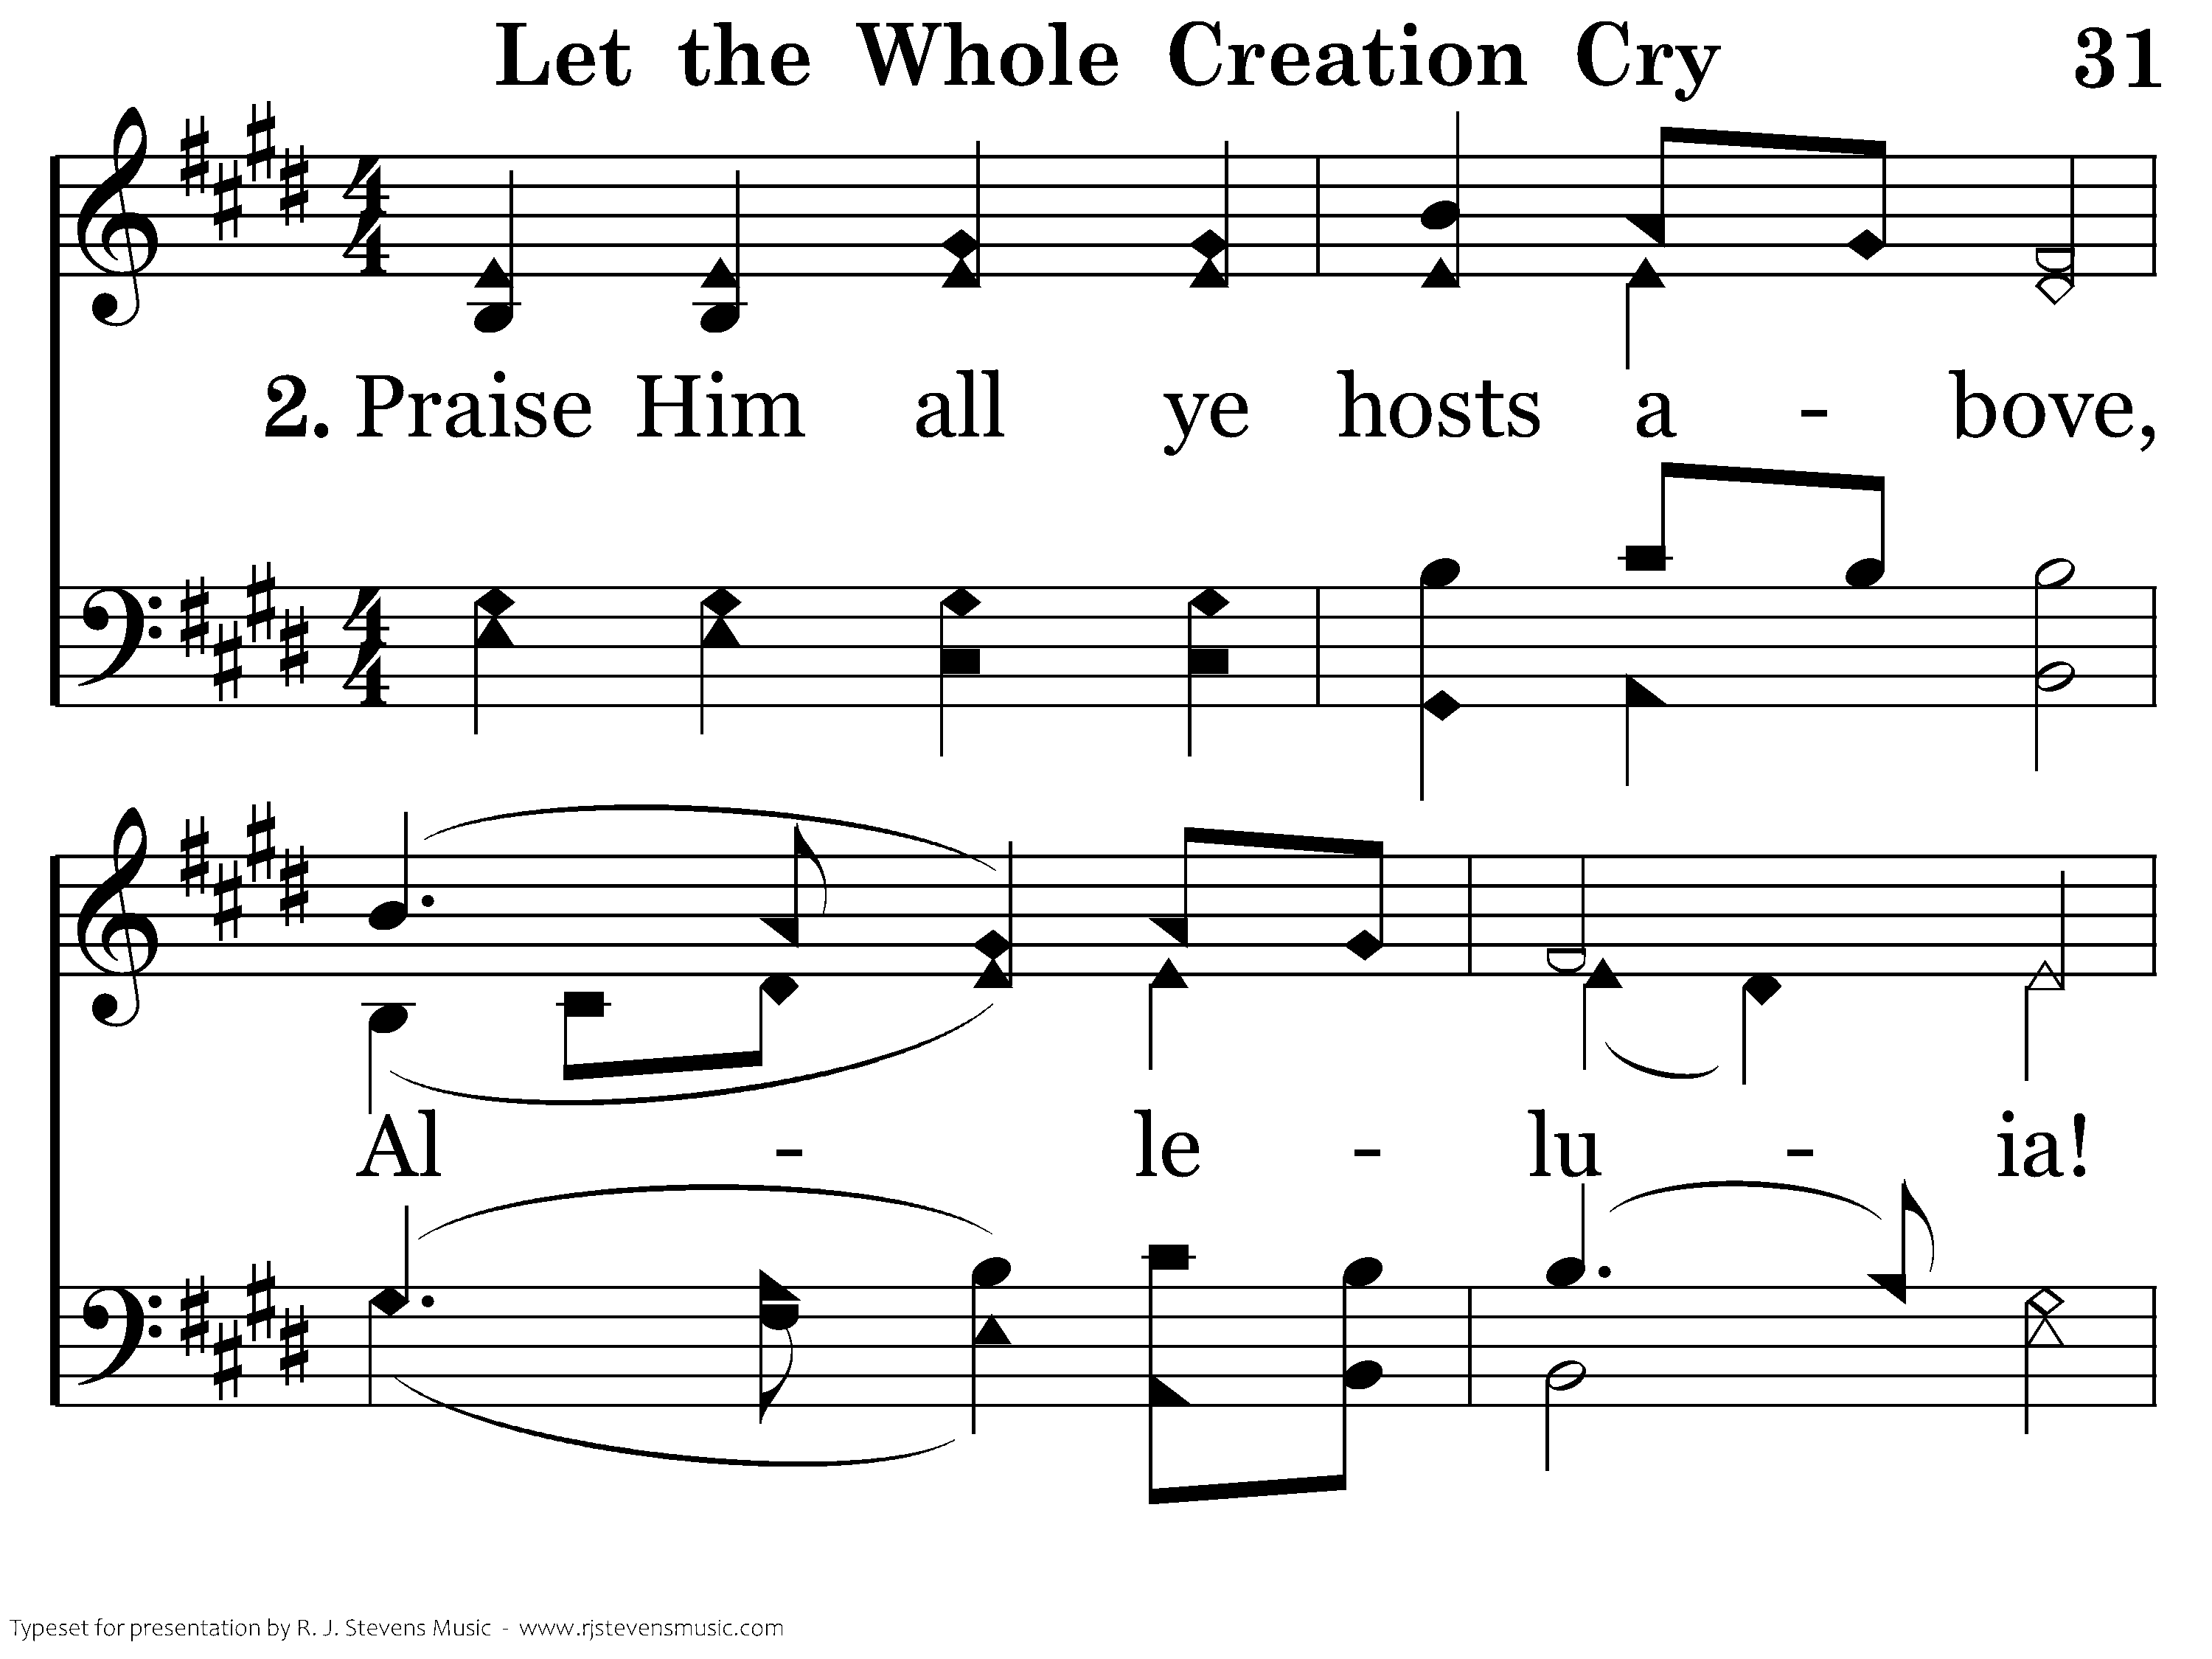 Let the Whole Creation Cry 31
2. Praise Him all ye hosts a - bove,
Al - le - lu - ia!
Typeset for presentation by R. J. Stevens Music - www.rjstevensmusic.com